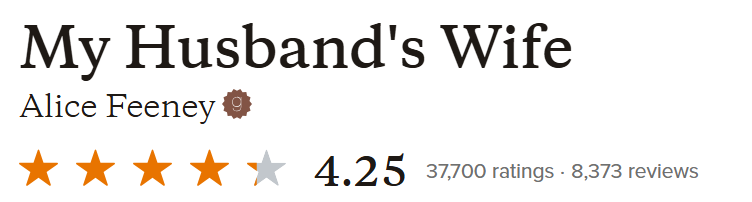 My Husband's Wife
Alice Feeney g
4.25 37,700 ratings · 8,373 reviews